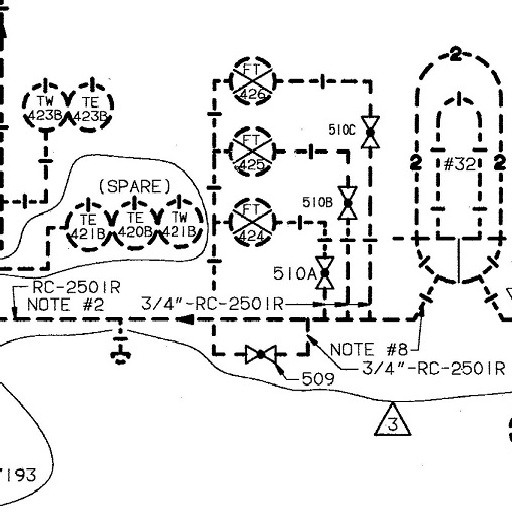 2
FT
426
TW
423B
TE
423B
510C
FT
425
2
#32
2
(SPARE)
510B
TE
421B
TE
420B
TW
421B
FT
424
510A
RC-2501R
NOTE #2
3/4"-RC-2501R
NOTE #8
3/4"-RC-2501R
509
3
193